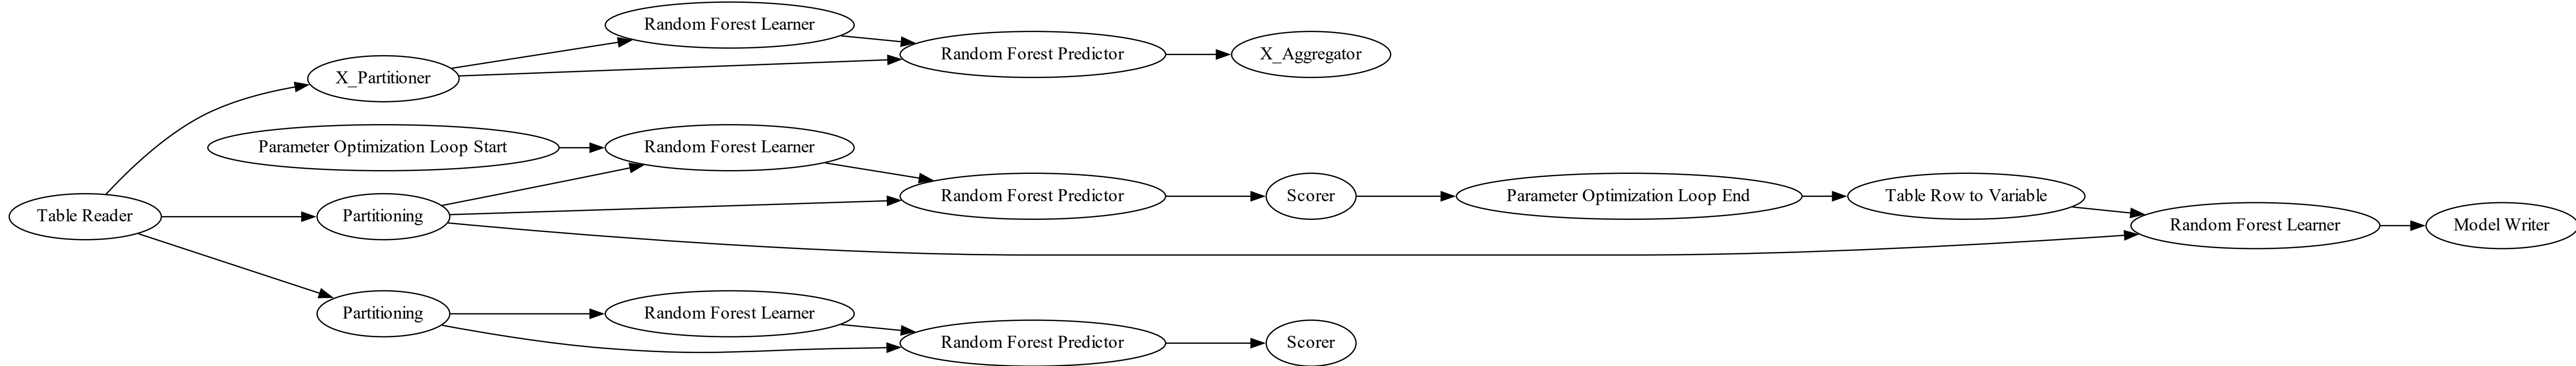 Random Forest Learner
Random Forest Predictor
X_Aggregator
X_Partitioner
Parameter Optimization Loop Start
Random Forest Learner
Table Reader
Partitioning
Random Forest Predictor
Scorer
Parameter Optimization Loop End
Table Row to Variable
Random Forest Learner
Model Writer
Partitioning
Random Forest Learner
Random Forest Predictor
Scorer